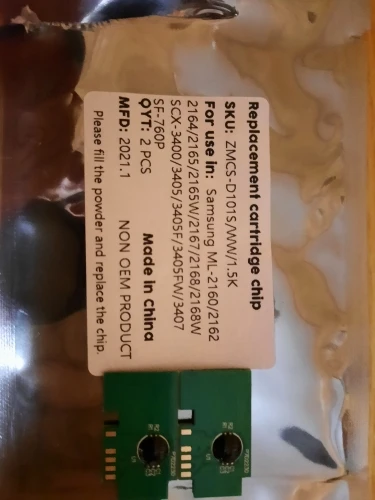 Replacement cartridge chip
SKU: ZMCS-D101S/WW/1.5K
For use in: Samsung ML-2160/2162
2164/2165/2165W/2167/2168/2168W
SCX-3400/3405/3405F/3405FW/3407
SF-760P
QYT: 2 PCS Made in China
MFD: 2021.1 NON OEM PRODUCT
Please fill the powder and replace the chip.